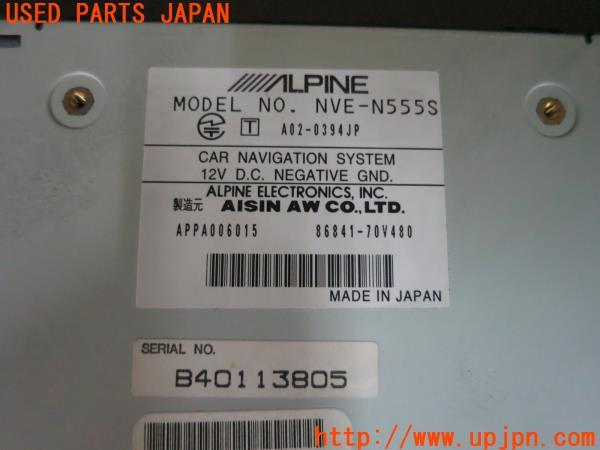 USED PARTS JAPAN
ALPINE
MODEL NO. NVE-N555S
T A02-0394JP
CAR NAVIGATION SYSTEM
12V D.C. NEGATIVE GND.
ALPINE ELECTRONICS, INC.
製造元 AISIN AW CO.,LTD.
APPA006015 86841-70V480
MADE IN JAPAN
SERIAL NO.
B40113805
http://www.upjpn.com